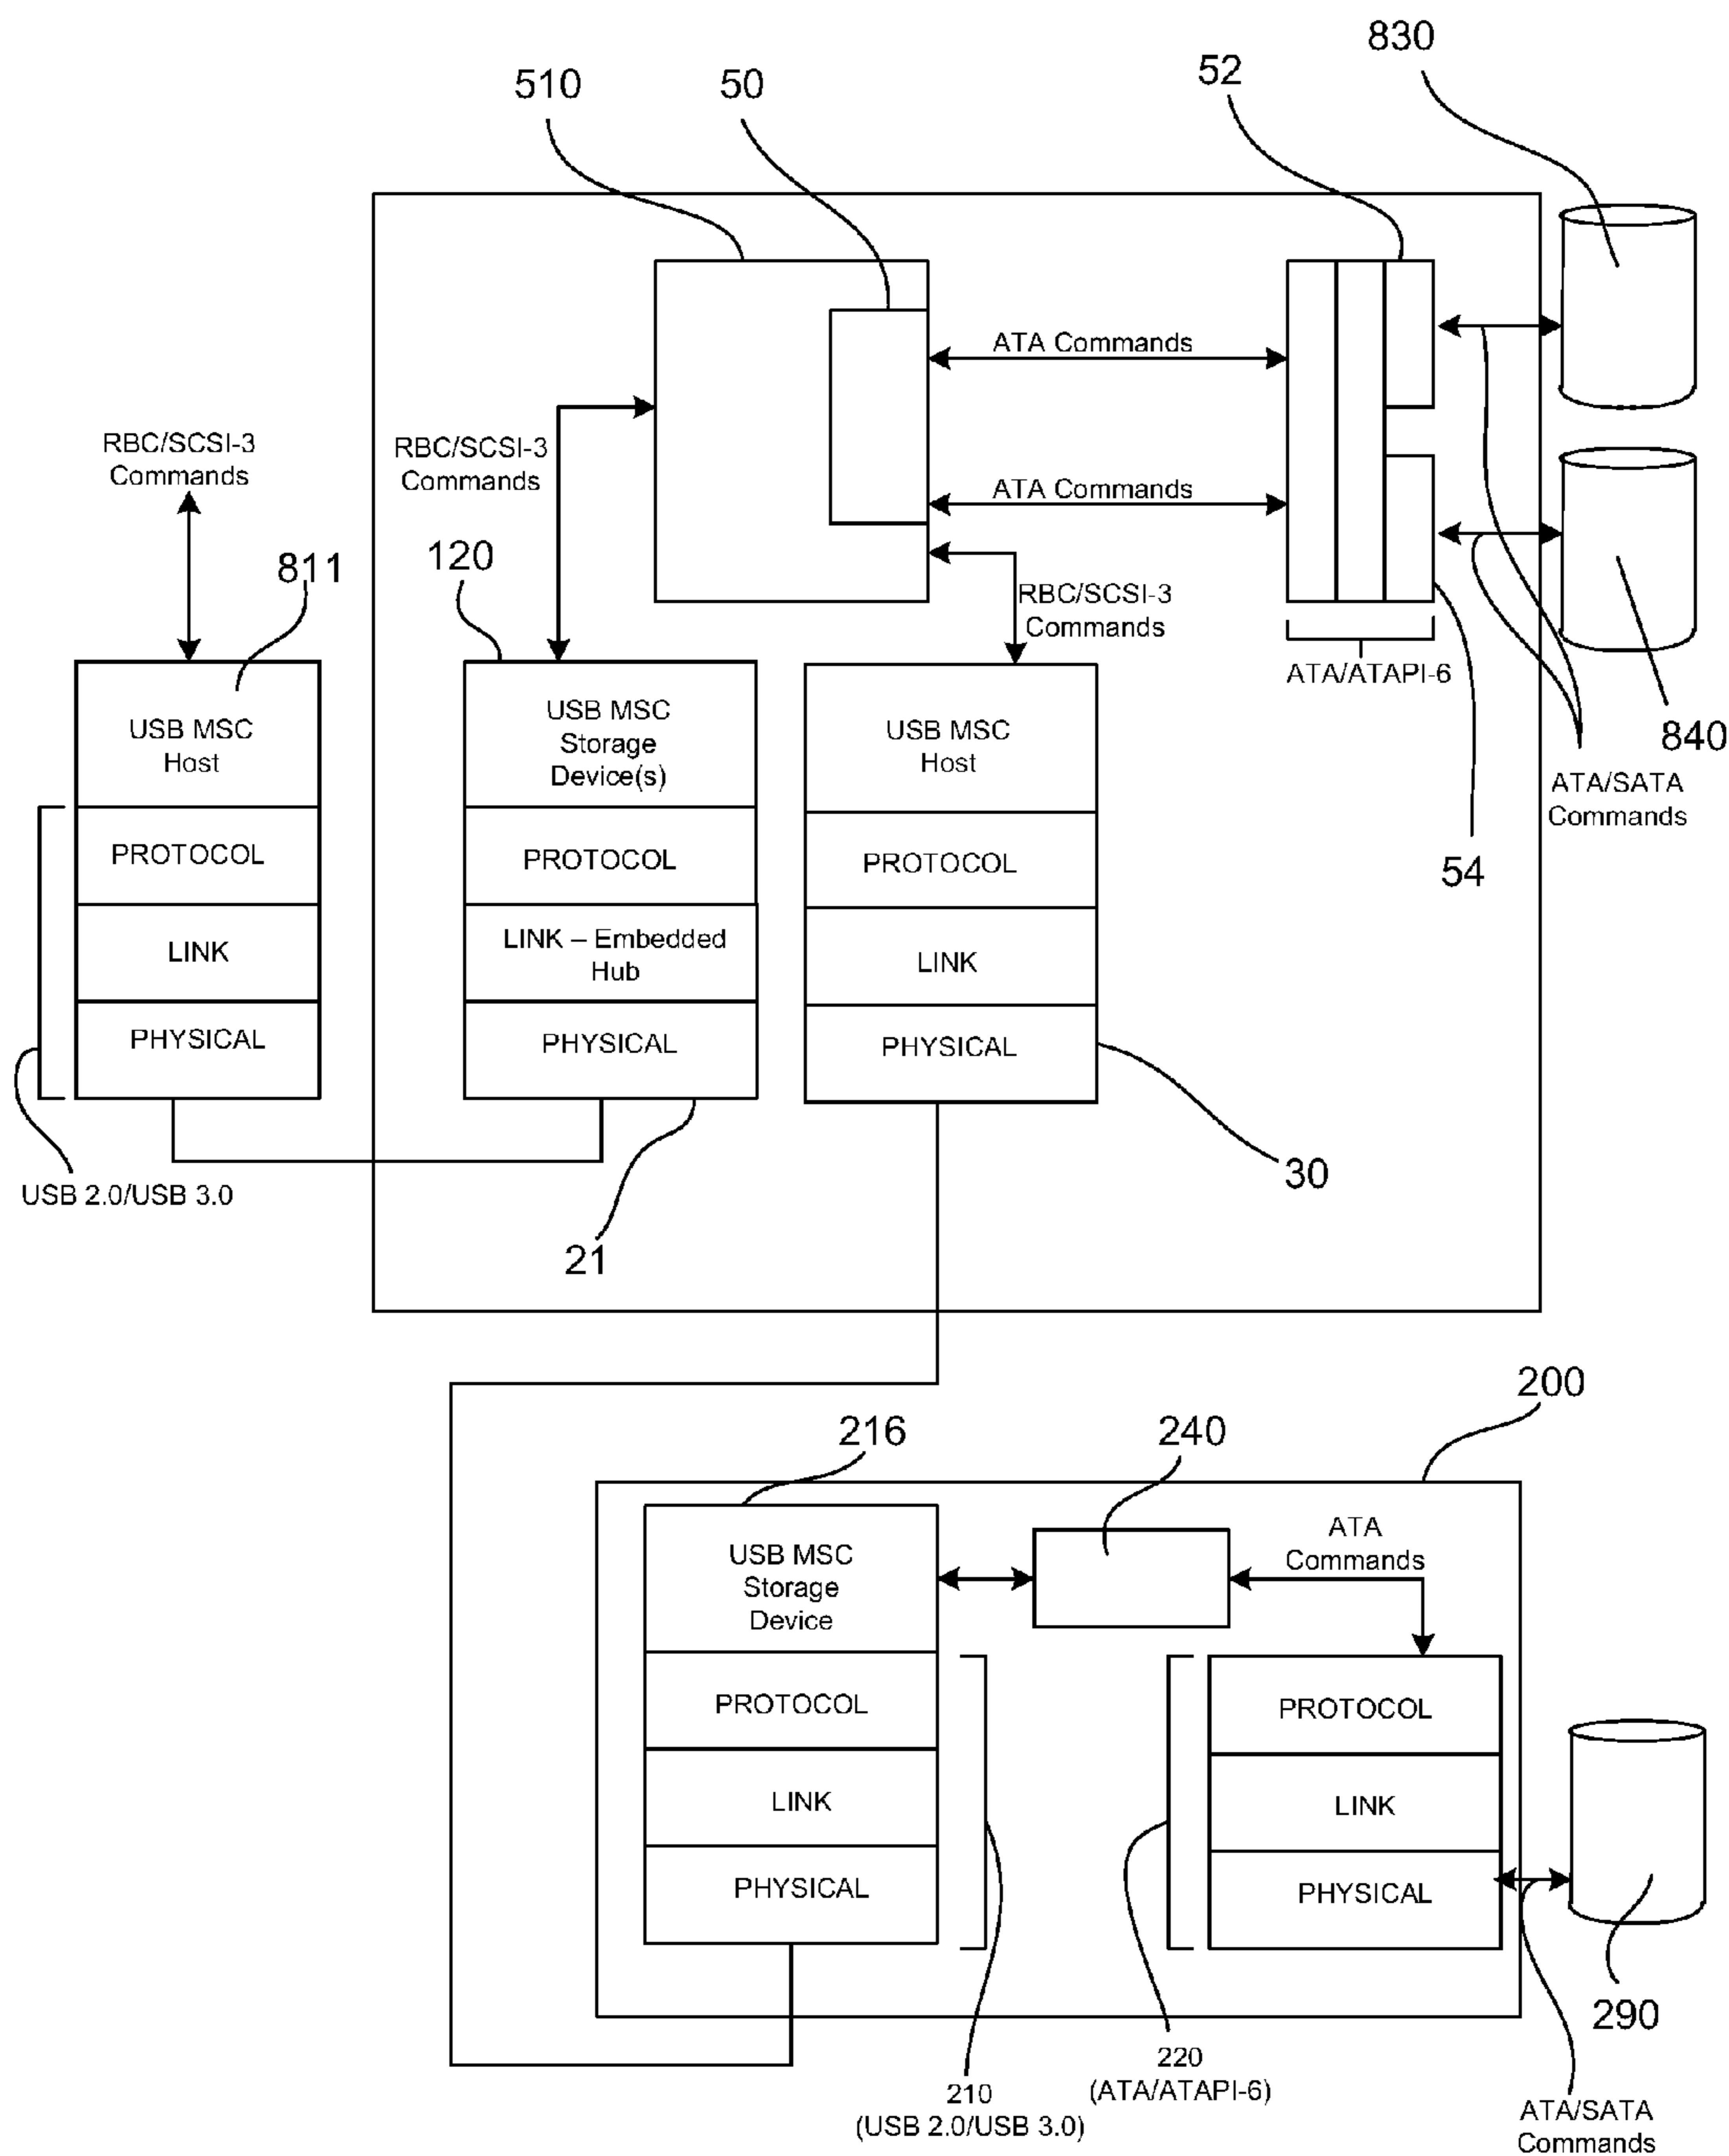 830
510
50
52
ATA Commands
RBC/SCSI-3
Commands
RBC/SCSI-3
Commands
ATA Commands
811
120
RBC/SCSI-3
Commands
ATA/ATAPI-6
840
USB MSC
Host
USB MSC
Storage
Device(s)
USB MSC
Host
ATA/SATA
Commands
54
PROTOCOL
PROTOCOL
PROTOCOL
LINK
LINK – Embedded
Hub
LINK
PHYSICAL
PHYSICAL
PHYSICAL
30
USB 2.0/USB 3.0
21
200
216
240
USB MSC
Storage
Device
ATA
Commands
PROTOCOL
PROTOCOL
LINK
LINK
PHYSICAL
PHYSICAL
290
210
(USB 2.0/USB 3.0)
220
(ATA/ATAPI-6)
ATA/SATA
Commands